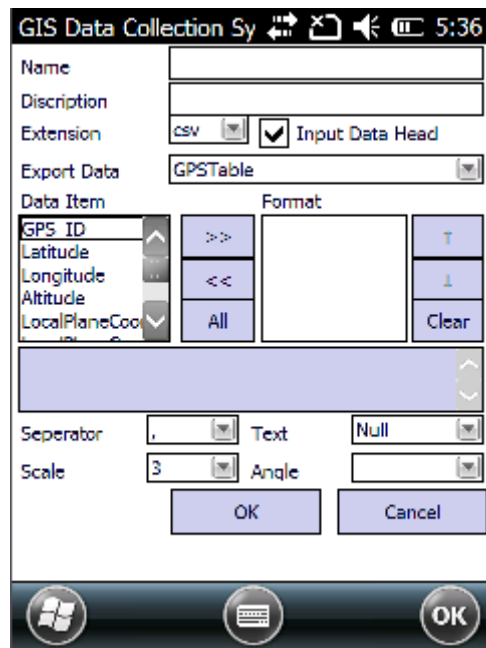 GIS Data Collection Sy 5:36
Name
Discription
Extension csv Input Data Head
Export Data GPSTable
Data Item Format
GPS_ID
Latitude
Longitude
Altitude
LocalPlaneCoor
>>
<<
All
Clear
Seperator , Text Null
Scale 3 Angle
OK Cancel
OK